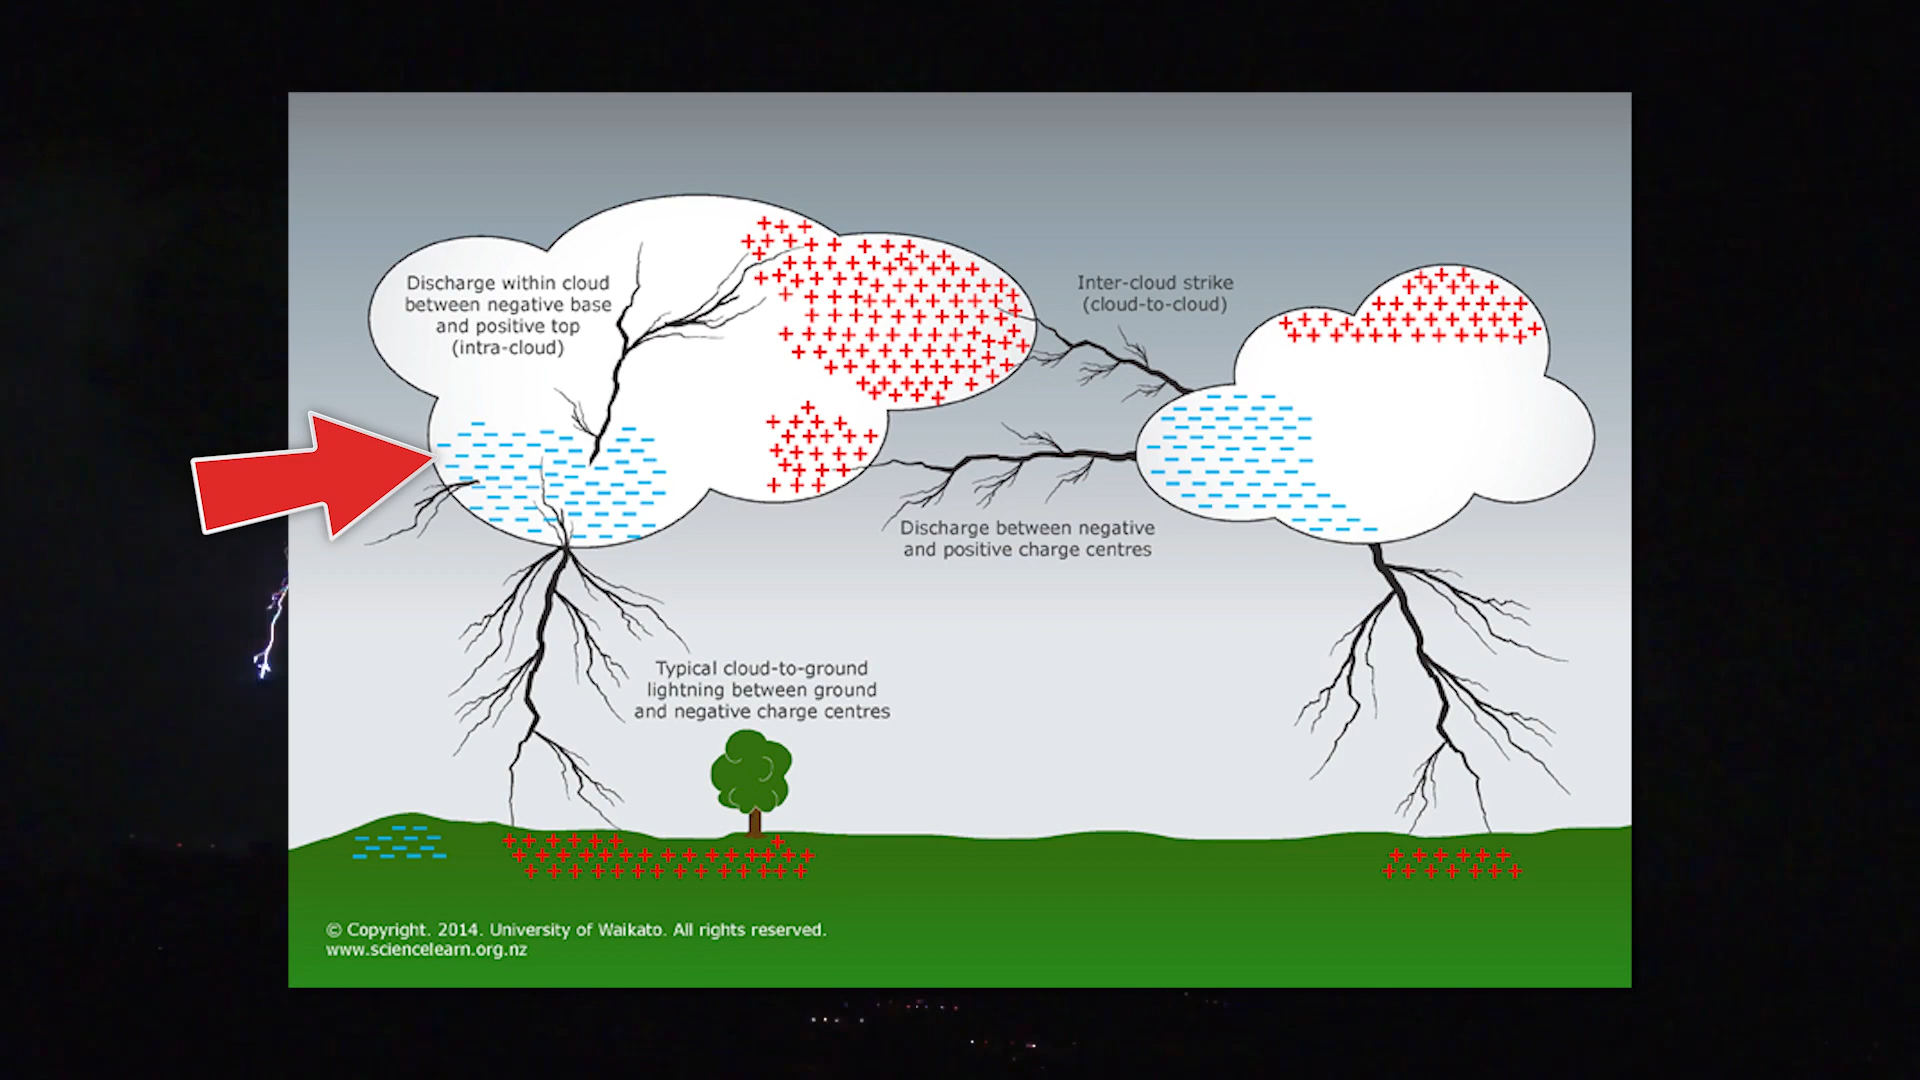 Discharge within cloud
between negative base
and positive top
(intra-cloud)
Inter-cloud strike
(cloud-to-cloud)
Discharge between negative
and positive charge centres
Typical cloud-to-ground
lightning between ground
and negative charge centres
© Copyright. 2014. University of Waikato. All rights reserved.
www.sciencelearn.org.nz